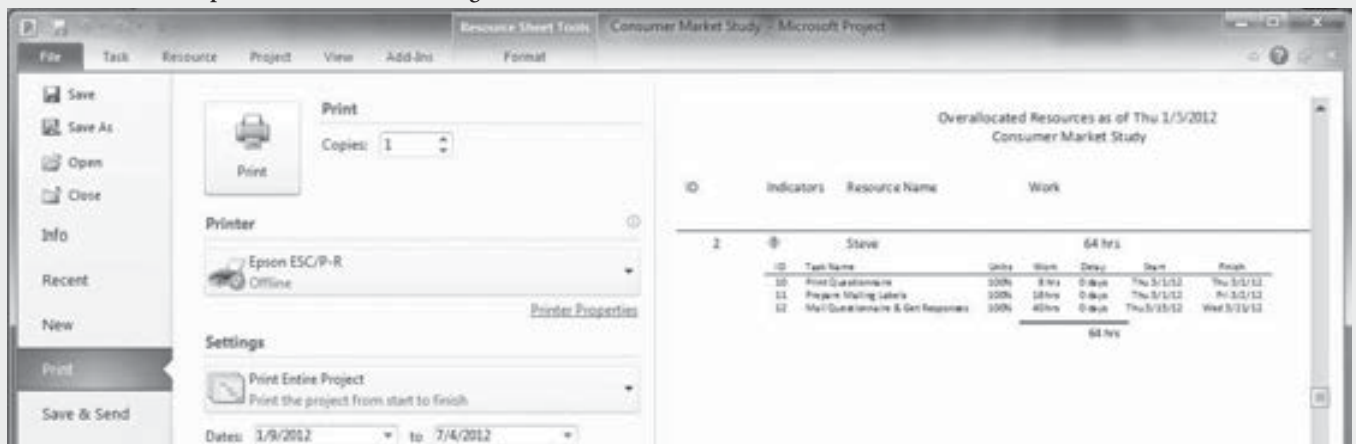 Resource Sheet Tools
Consumer Market Study - Microsoft Project
File Task Resource Project View Add-Ins Format
Save
Save As
Open
Close
Info
Recent
New
Print
Save & Send
Print
Print
Copies: 1
Printer
Epson ESC/P-R
Offline
Printer Properties
Settings
Print Entire Project
Print the project from start to finish
Dates: 1/9/2012 to 7/4/2012
Overallocated Resources as of Thu 1/5/2012
Consumer Market Study
ID Indicators Resource Name Work
2 Steve 64 hrs
ID Task Name Units Work Delay Start Finish
10 Print Questionnaire 100% 8 hrs 0 days Thu 3/1/12 Thu 3/1/12
11 Prepare Mailing Labels 100% 16 hrs 0 days Thu 3/1/12 Fri 3/2/12
12 Mail Questionnaire & Get Responses 100% 40 hrs 0 days Thu 3/15/12 Wed 3/21/12
64 hrs